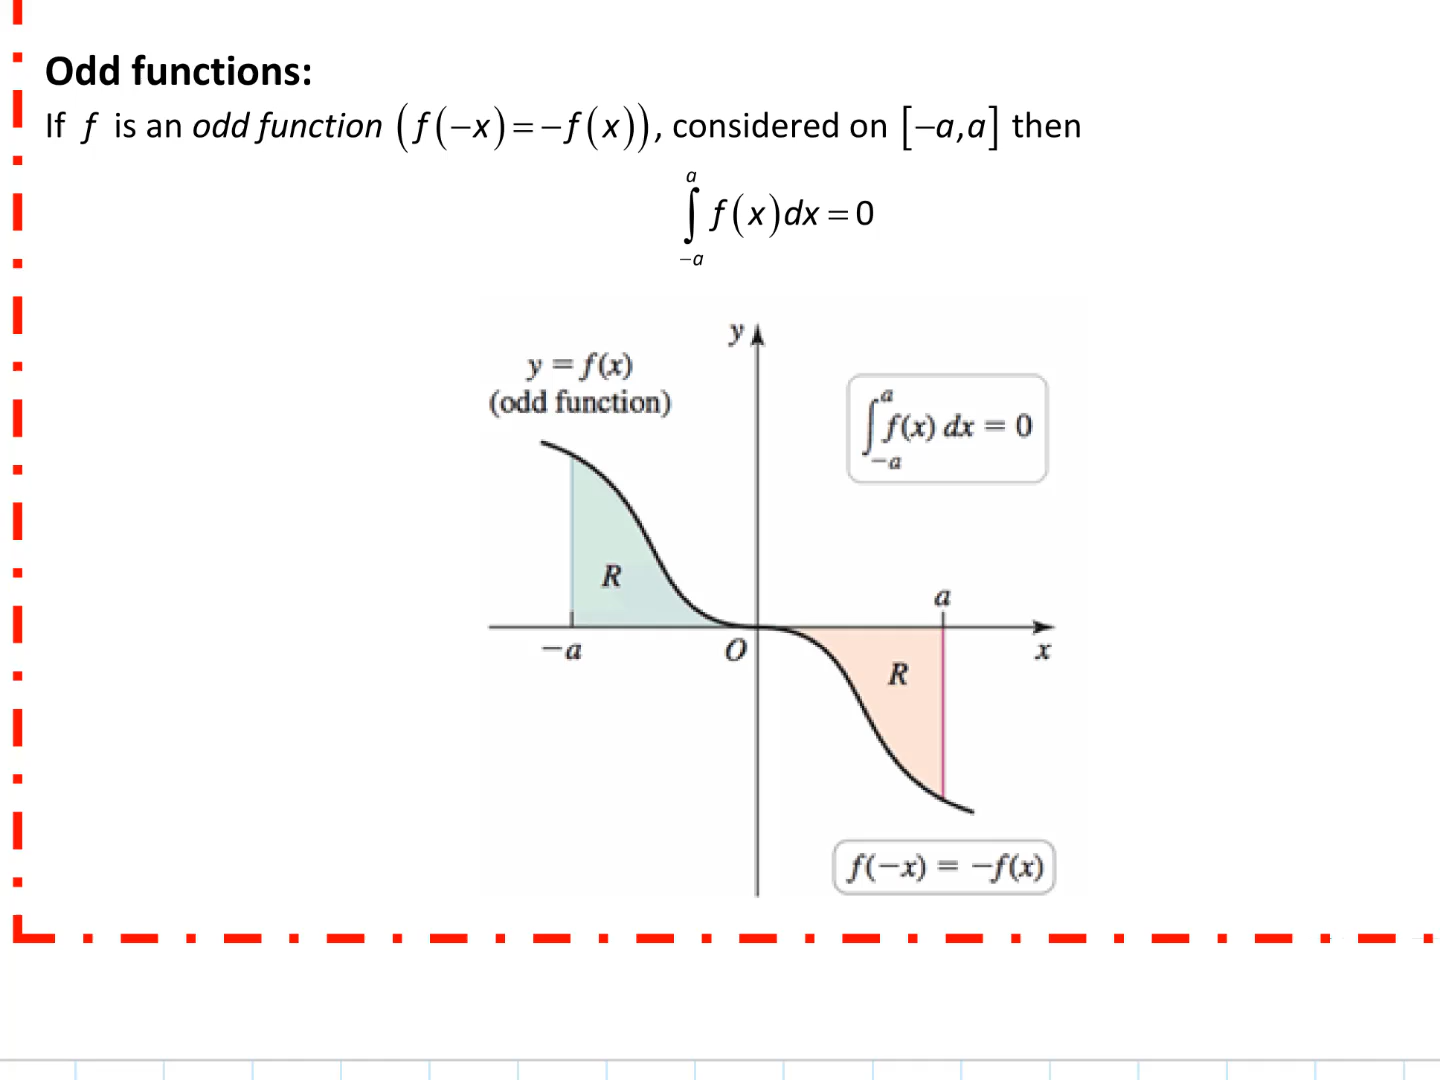 Odd functions:
If f is an odd function (f(−x)=−f(x)), considered on [−a,a] then
a
∫ f(x)dx = 0
−a
y
y = f(x)
(odd function)
∫ᵃ₋ₐ f(x) dx = 0
R
a
−a
O
x
R
f(−x) = −f(x)